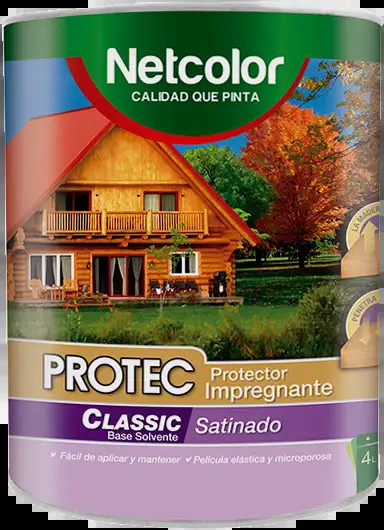 Netcolor
CALIDAD QUE PINTA
LA MADERA
PENETRA
PROTEC
Protector
Impregnante
CLASSIC
Base Solvente
Satinado
✓ Fácil de aplicar y mantener ✓ Película elástica y microporosa
4L